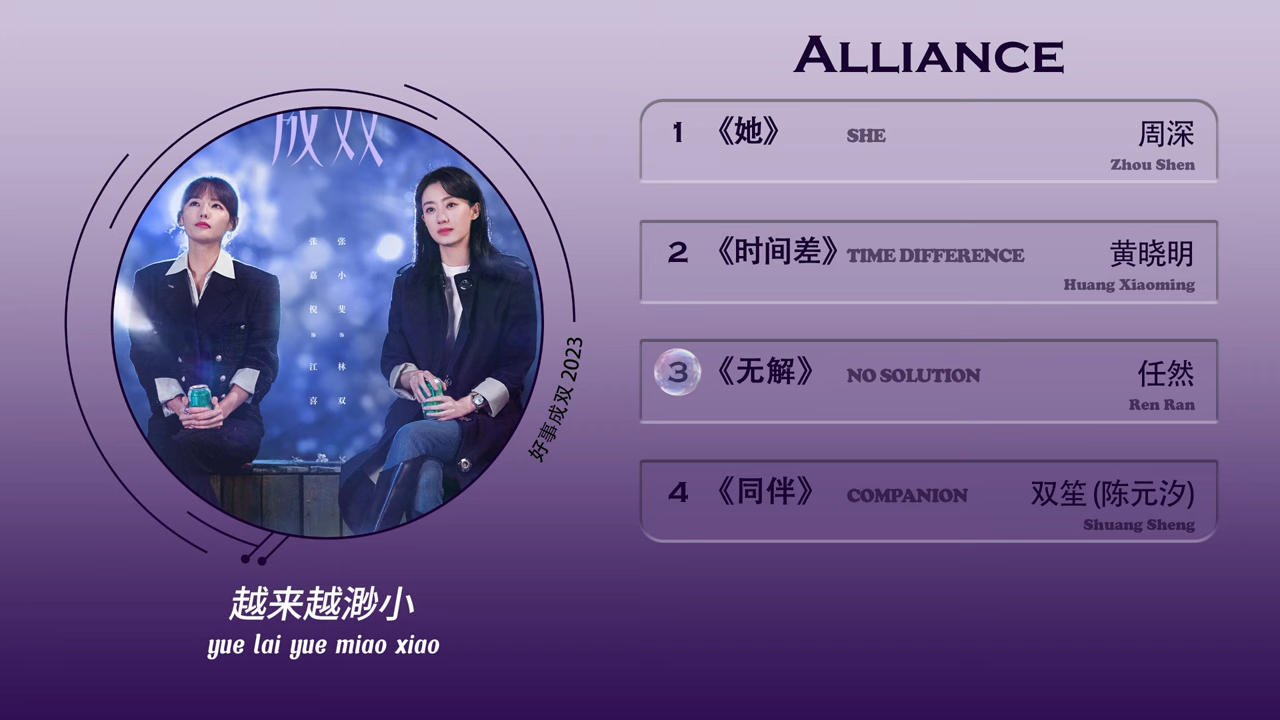 ALLIANCE
1 《她》 SHE 周深
Zhou Shen
2 《时间差》 TIME DIFFERENCE 黄晓明
Huang Xiaoming
3 《无解》 NO SOLUTION 任然
Ren Ran
4 《同伴》 COMPANION 双笙 (陈元汐)
Shuang Sheng
成双
张小斐 饰 林双
张嘉倪 饰 江喜
好事成双 2023
越来越渺小
yue lai yue miao xiao